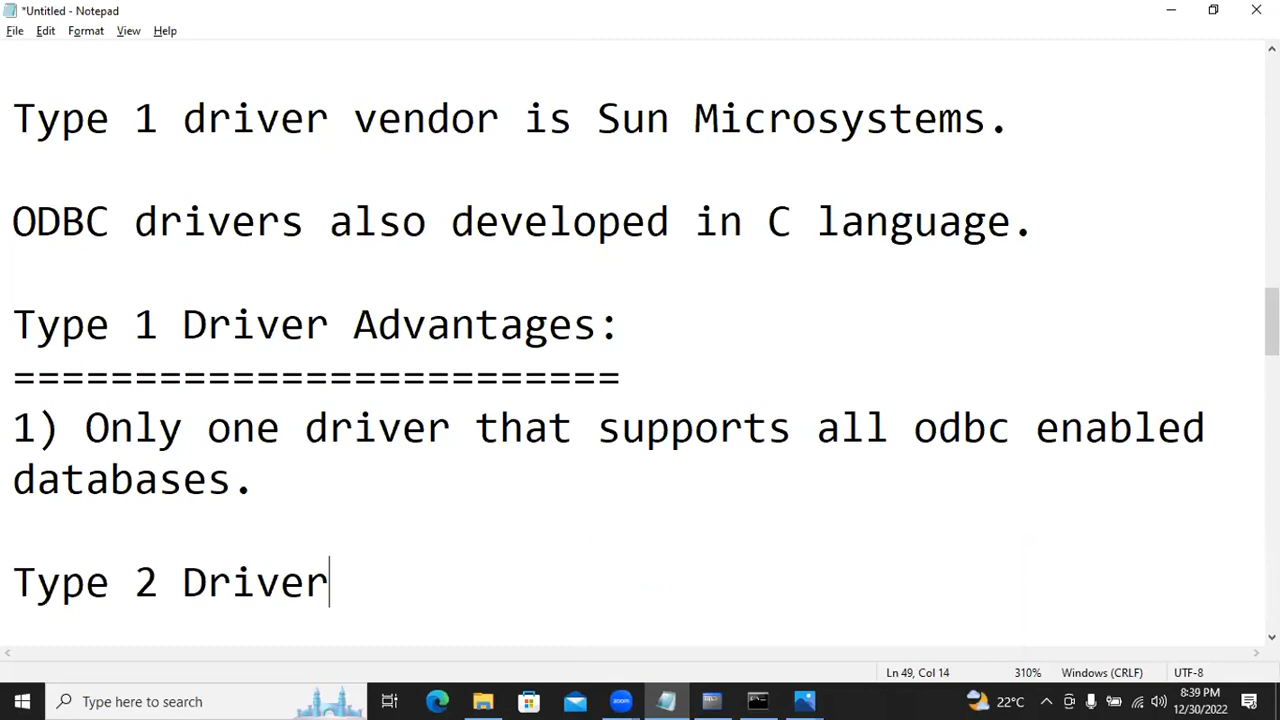 *Untitled - Notepad
File Edit Format View Help
Type 1 driver vendor is Sun Microsystems.
ODBC drivers also developed in C language.
Type 1 Driver Advantages:
=========================
1) Only one driver that supports all odbc enabled
databases.
Type 2 Driver
Ln 49, Col 14 310% Windows (CRLF) UTF-8
Type here to search zoom 22°C 8:39 PM
12/30/2022